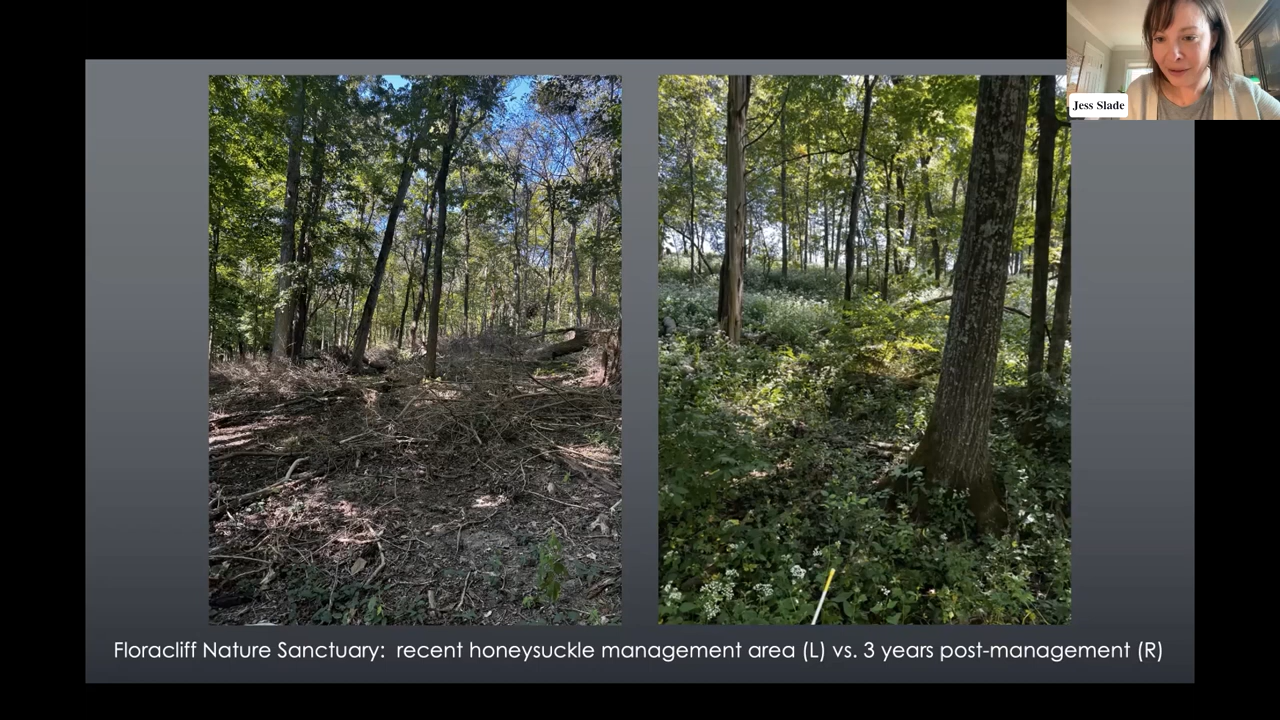 Jess Slade
Floracliff Nature Sanctuary:  recent honeysuckle management area (L) vs. 3 years post-management (R)